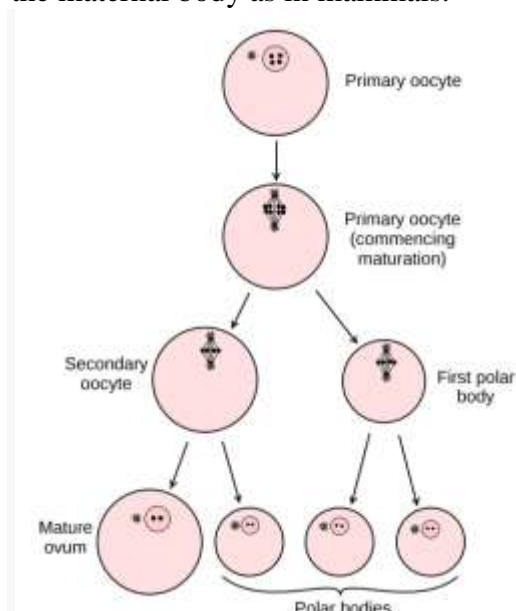 the maternal body as in mammals.
Primary oocyte
Primary oocyte
(commencing
maturation)
Secondary
oocyte
First polar
body
Mature
ovum
Polar bodies